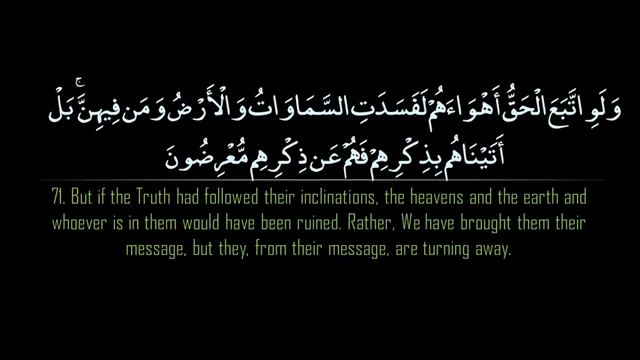 وَلَوِ اتَّبَعَ الْحَقُّ أَهْوَاءَهُمْ لَفَسَدَتِ السَّمَاوَاتُ وَالْأَرْضُ وَمَن فِيهِنَّ ۚ بَلْ
أَتَيْنَاهُم بِذِكْرِهِمْ فَهُمْ عَن ذِكْرِهِم مُّعْرِضُونَ
71. But if the Truth had followed their inclinations, the heavens and the earth and
whoever is in them would have been ruined. Rather, We have brought them their
message, but they, from their message, are turning away.